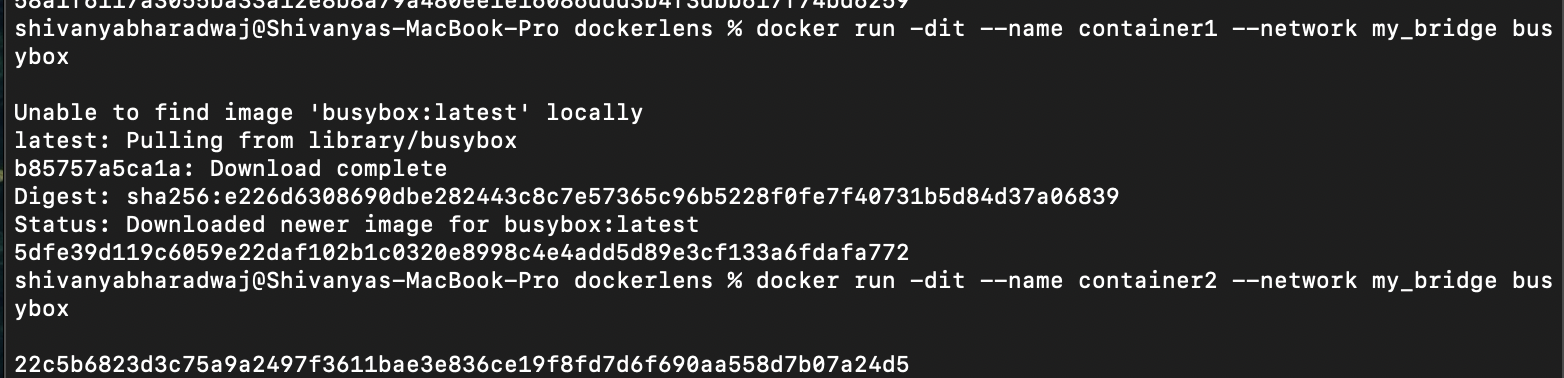 shivanyabharadwaj@Shivanyas-MacBook-Pro dockerlens % docker run -dit --name container1 --network my_bridge bus
ybox
Unable to find image 'busybox:latest' locally
latest: Pulling from library/busybox
b85757a5ca1a: Download complete
Digest: sha256:e226d6308690dbe282443c8c7e57365c96b5228f0fe7f40731b5d84d37a06839
Status: Downloaded newer image for busybox:latest
5dfe39d119c6059e22daf102b1c0320e8998c4e4add5d89e3cf133a6fdafa772
shivanyabharadwaj@Shivanyas-MacBook-Pro dockerlens % docker run -dit --name container2 --network my_bridge bus
ybox
22c5b6823d3c75a9a2497f3611bae3e836ce19f8fd7d6f690aa558d7b07a24d5